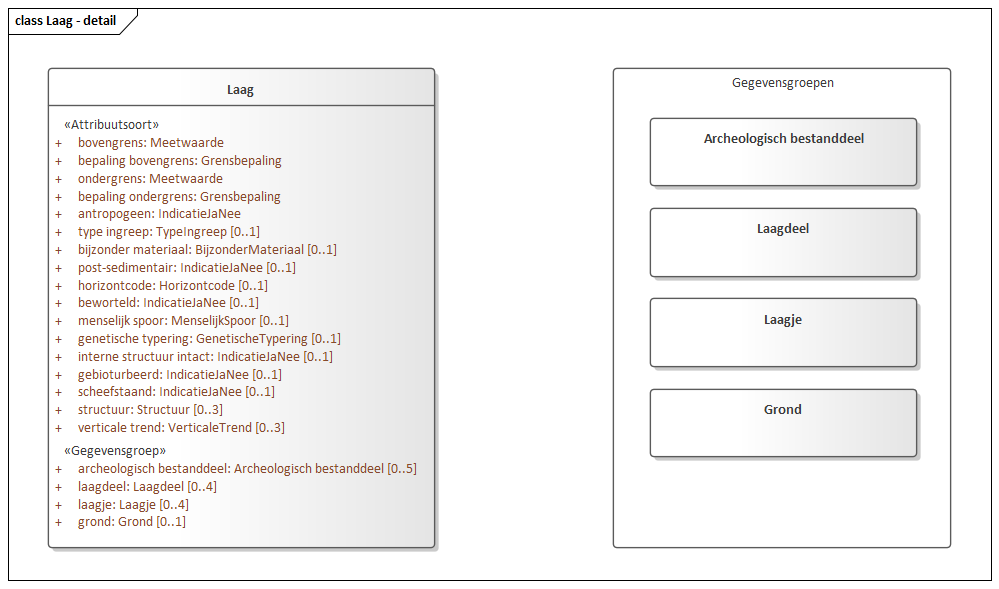 class Laag - detail
Laag
«Attribuutsoort»
+ bovengrens: Meetwaarde
+ bepaling bovengrens: Grensbepaling
+ ondergrens: Meetwaarde
+ bepaling ondergrens: Grensbepaling
+ antropogeen: IndicatieJaNee
+ type ingreep: TypeIngreep [0..1]
+ bijzonder materiaal: BijzonderMateriaal [0..1]
+ post-sedimentair: IndicatieJaNee [0..1]
+ horizontcode: Horizontcode [0..1]
+ beworteld: IndicatieJaNee [0..1]
+ menselijk spoor: MenselijkSpoor [0..1]
+ genetische typering: GenetischeTypering [0..1]
+ interne structuur intact: IndicatieJaNee [0..1]
+ gebioturbeerd: IndicatieJaNee [0..1]
+ scheefstaand: IndicatieJaNee [0..1]
+ structuur: Structuur [0..3]
+ verticale trend: VerticaleTrend [0..3]
«Gegevensgroep»
+ archeologisch bestanddeel: Archeologisch bestanddeel [0..5]
+ laagdeel: Laagdeel [0..4]
+ laagje: Laagje [0..4]
+ grond: Grond [0..1]
Gegevensgroepen
Archeologisch bestanddeel
Laagdeel
Laagje
Grond